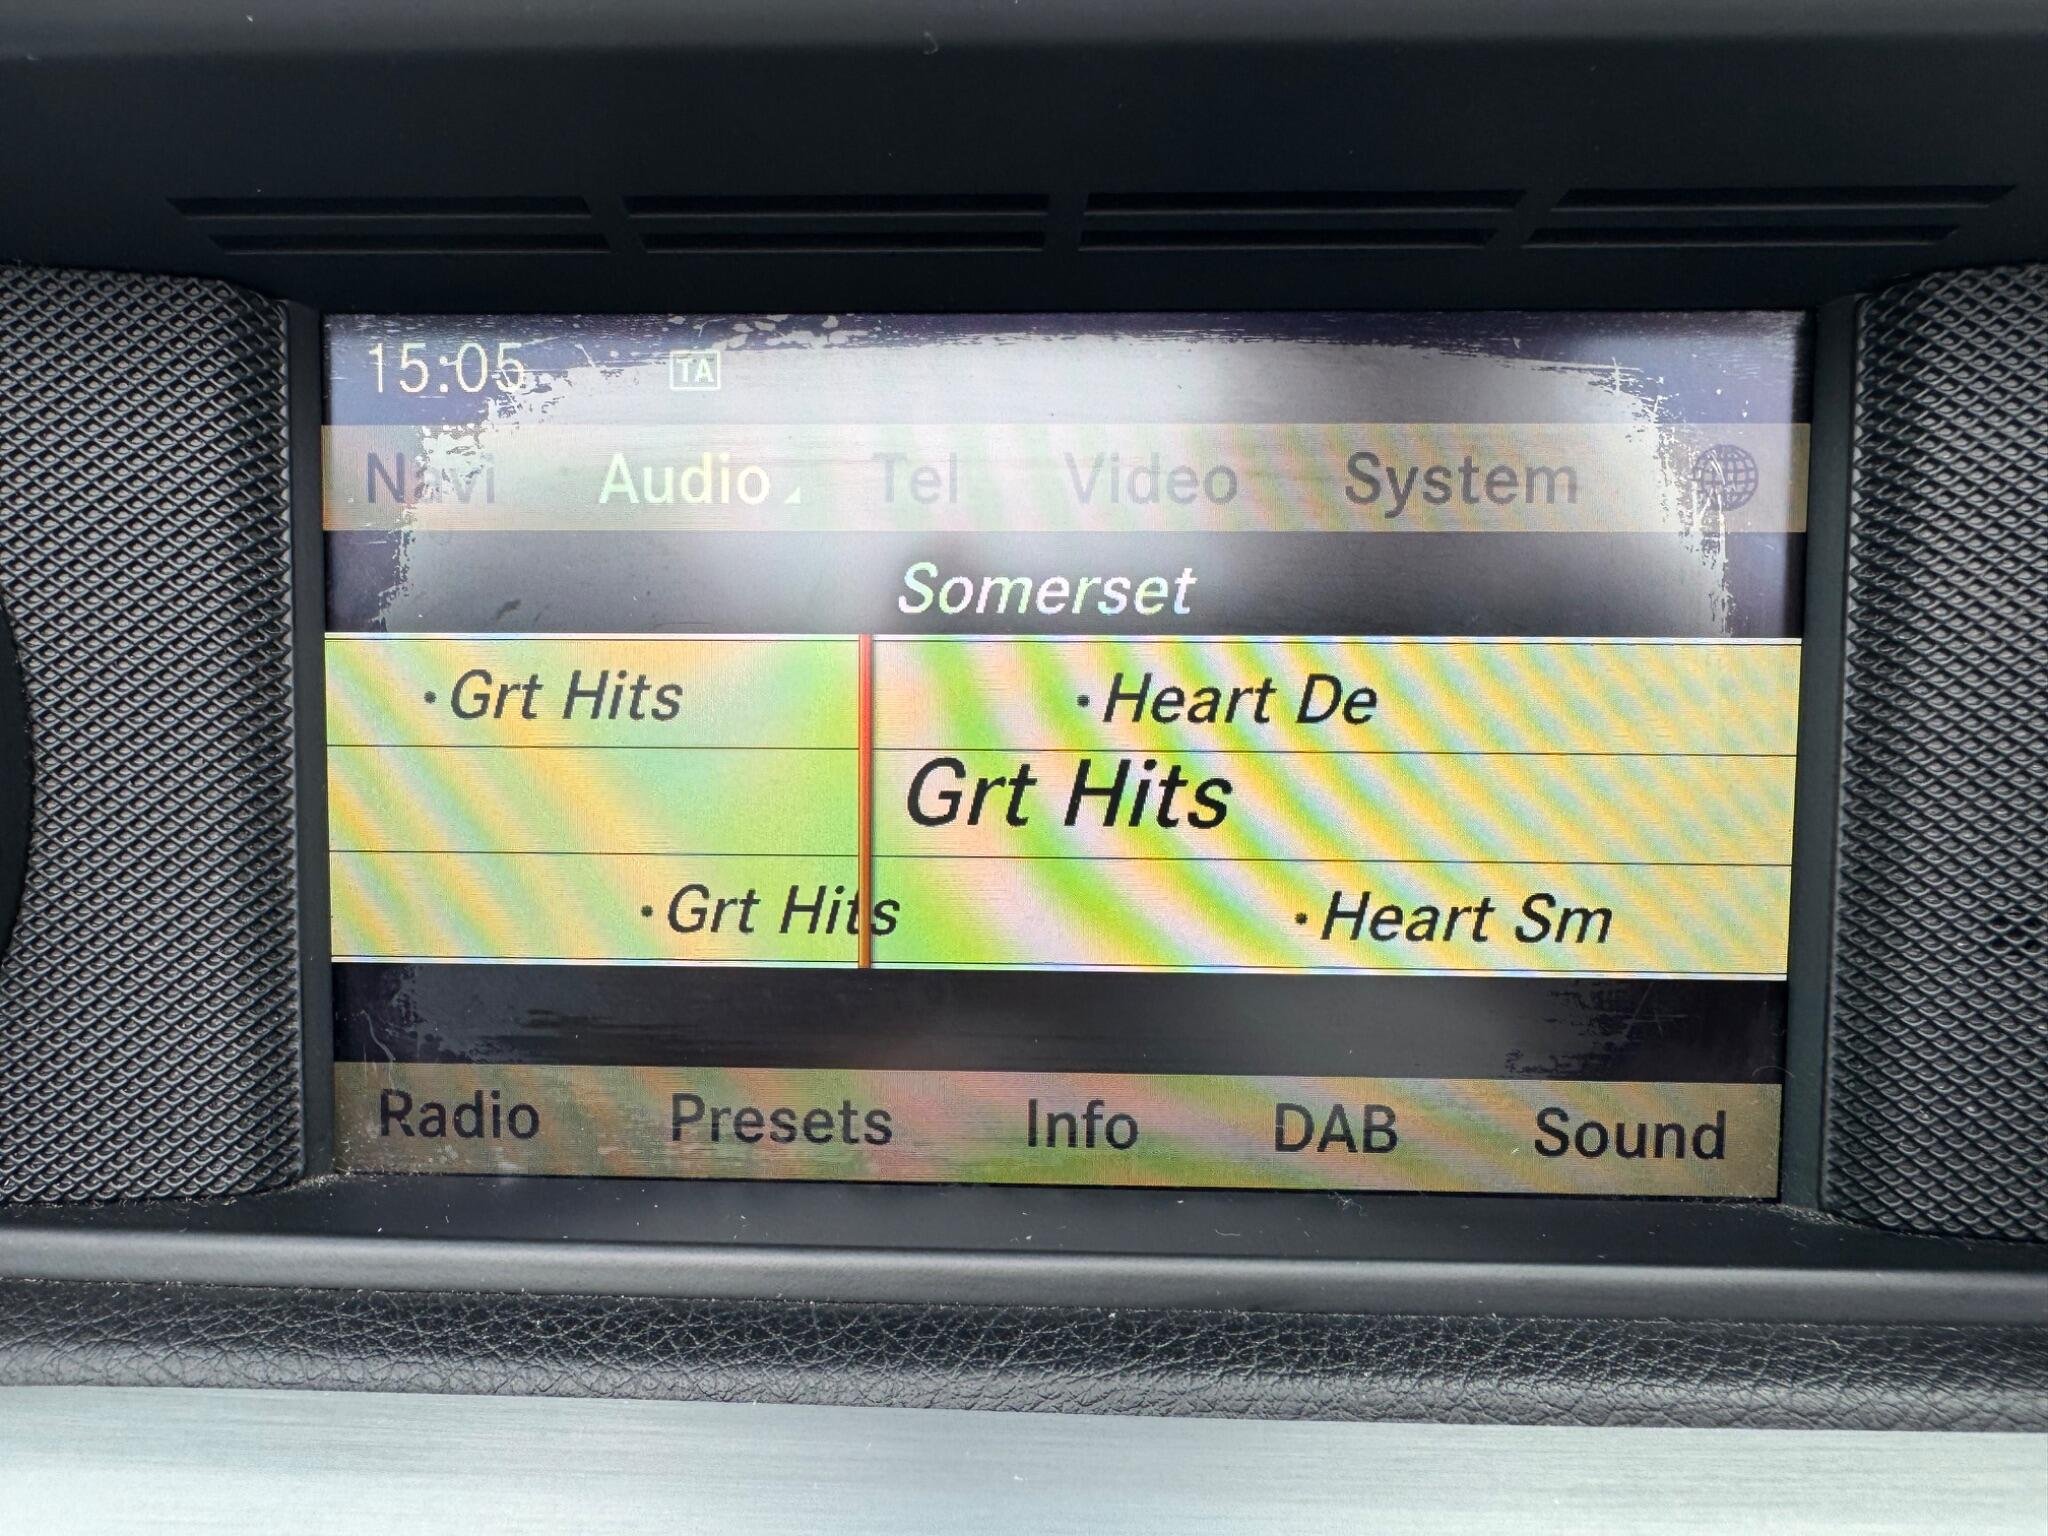 15:05 TA
Navi Audio Tel Video System
Somerset
·Grt Hits ·Heart De
Grt Hits
·Grt Hits ·Heart Sm
Radio Presets Info DAB Sound